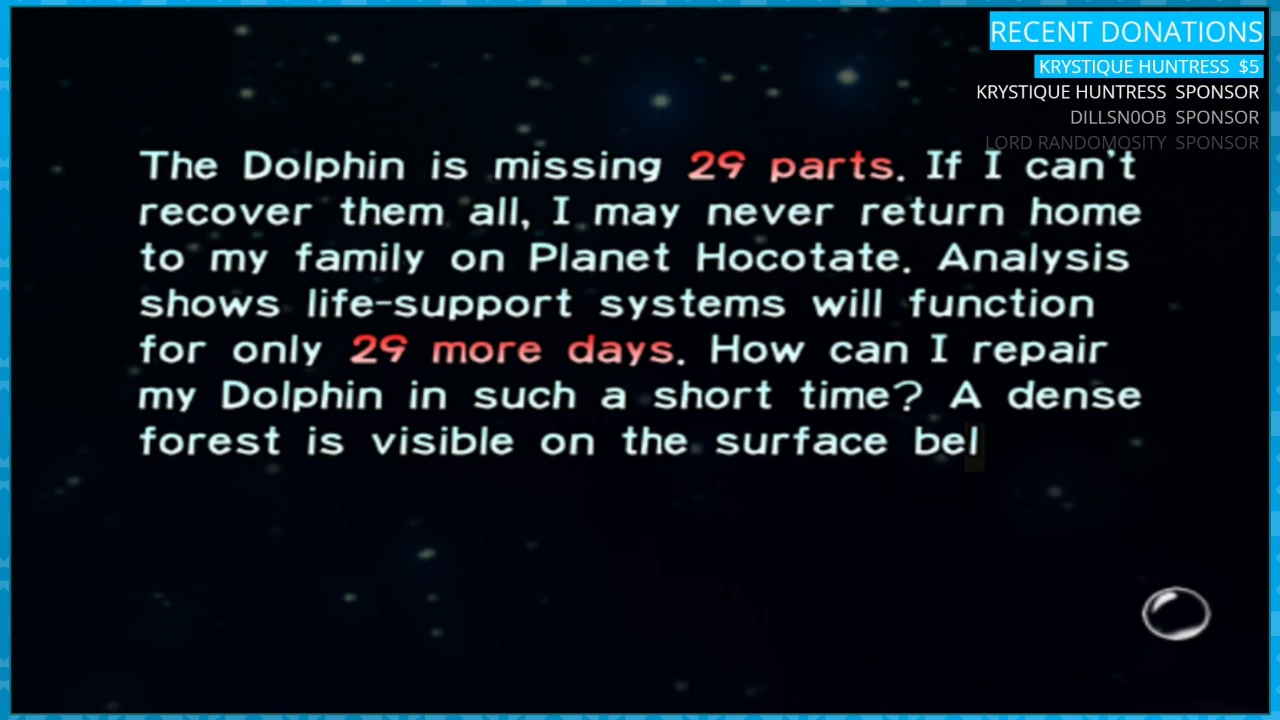 RECENT DONATIONS
KRYSTIQUE HUNTRESS $5
KRYSTIQUE HUNTRESS SPONSOR
DILLSN0OB SPONSOR
LORD RANDOMOSITY SPONSOR
The Dolphin is missing 29 parts. If I can't
recover them all, I may never return home
to my family on Planet Hocotate. Analysis
shows life-support systems will function
for only 29 more days. How can I repair
my Dolphin in such a short time? A dense
forest is visible on the surface bel